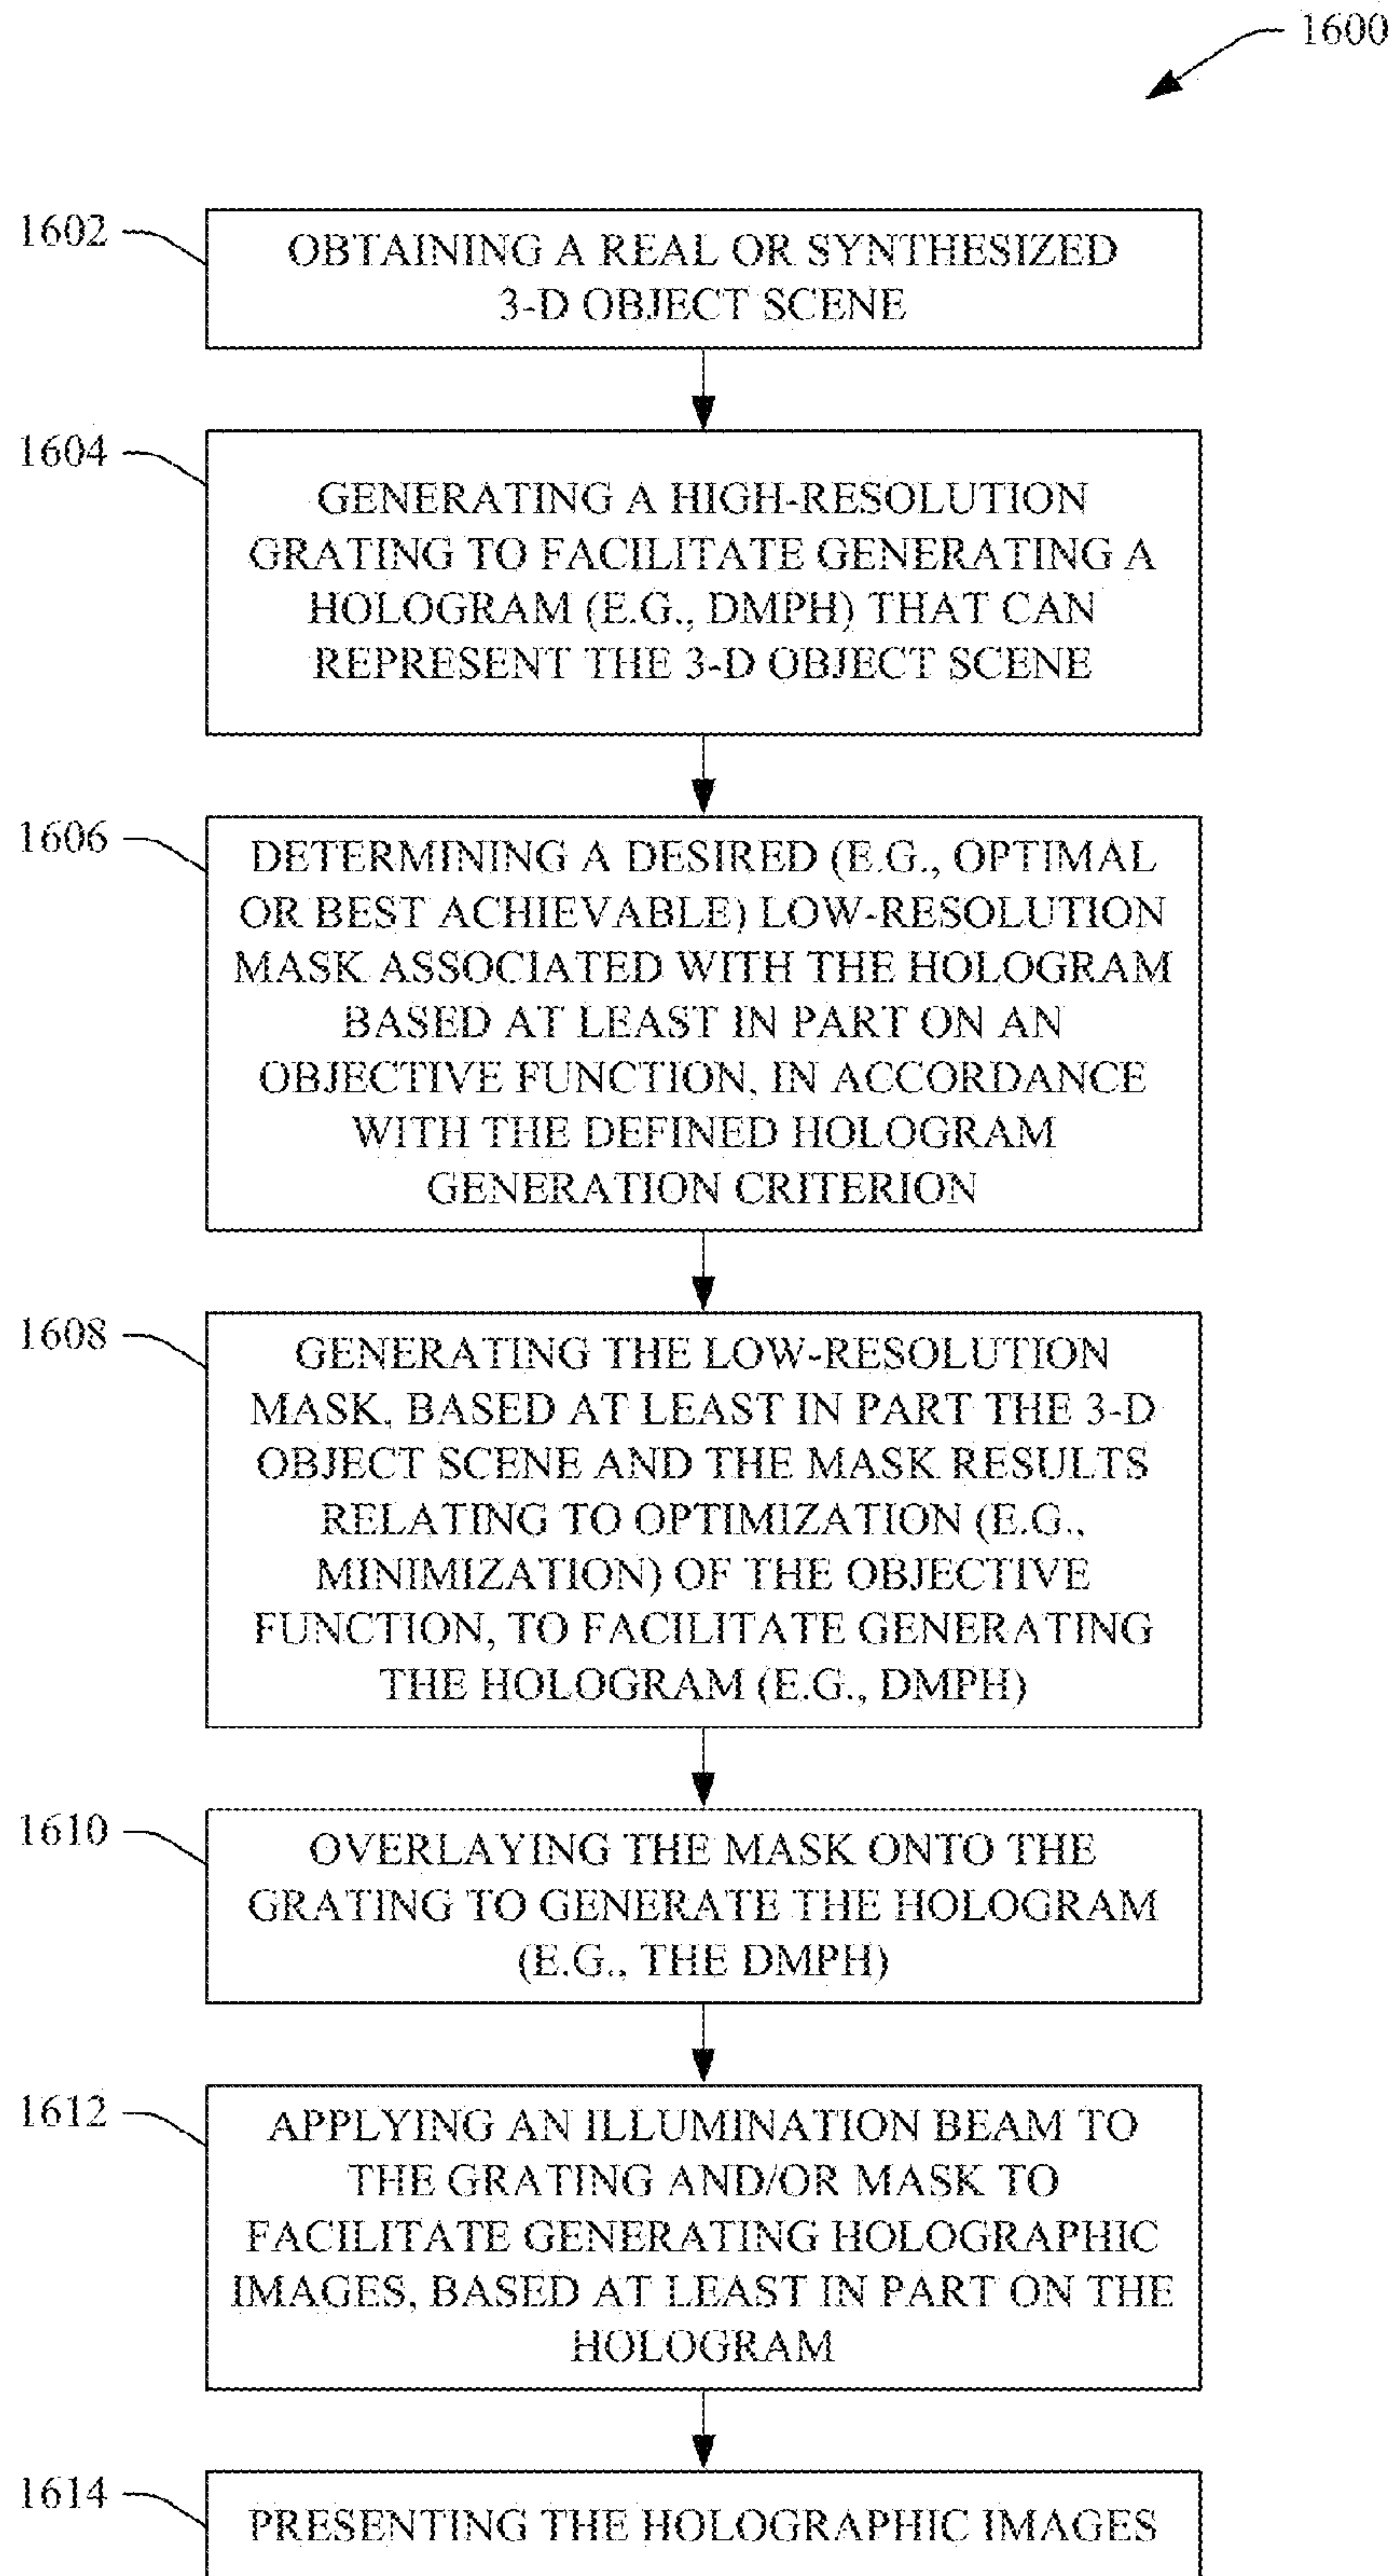 1600
1602
OBTAINING A REAL OR SYNTHESIZED
3-D OBJECT SCENE
1604
GENERATING A HIGH-RESOLUTION
GRATING TO FACILITATE GENERATING A
HOLOGRAM (E.G., DMPH) THAT CAN
REPRESENT THE 3-D OBJECT SCENE
1606
DETERMINING A DESIRED (E.G., OPTIMAL
OR BEST ACHIEVABLE) LOW-RESOLUTION
MASK ASSOCIATED WITH THE HOLOGRAM
BASED AT LEAST IN PART ON AN
OBJECTIVE FUNCTION, IN ACCORDANCE
WITH THE DEFINED HOLOGRAM
GENERATION CRITERION
1608
GENERATING THE LOW-RESOLUTION
MASK, BASED AT LEAST IN PART THE 3-D
OBJECT SCENE AND THE MASK RESULTS
RELATING TO OPTIMIZATION (E.G.,
MINIMIZATION) OF THE OBJECTIVE
FUNCTION, TO FACILITATE GENERATING
THE HOLOGRAM (E.G., DMPH)
1610
OVERLAYING THE MASK ONTO THE
GRATING TO GENERATE THE HOLOGRAM
(E.G., THE DMPH)
1612
APPLYING AN ILLUMINATION BEAM TO
THE GRATING AND/OR MASK TO
FACILITATE GENERATING HOLOGRAPHIC
IMAGES, BASED AT LEAST IN PART ON THE
HOLOGRAM
1614
PRESENTING THE HOLOGRAPHIC IMAGES